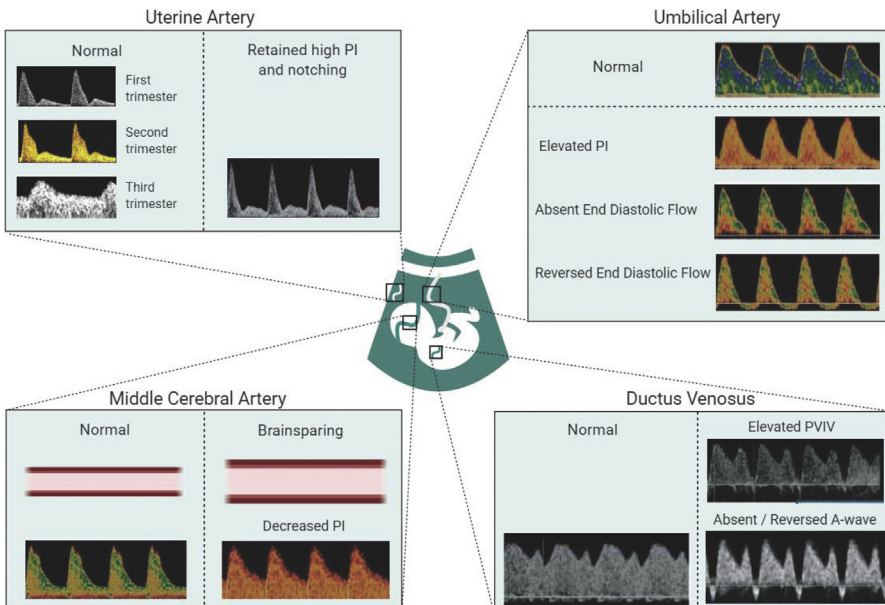 Uterine Artery
Normal
First
trimester
Second
trimester
Third
trimester
Retained high PI
and notching
Umbilical Artery
Normal
Elevated PI
Absent End Diastolic Flow
Reversed End Diastolic Flow
Middle Cerebral Artery
Normal
Brainsparing
Decreased PI
Ductus Venosus
Normal
Elevated PVIV
Absent / Reversed A-wave